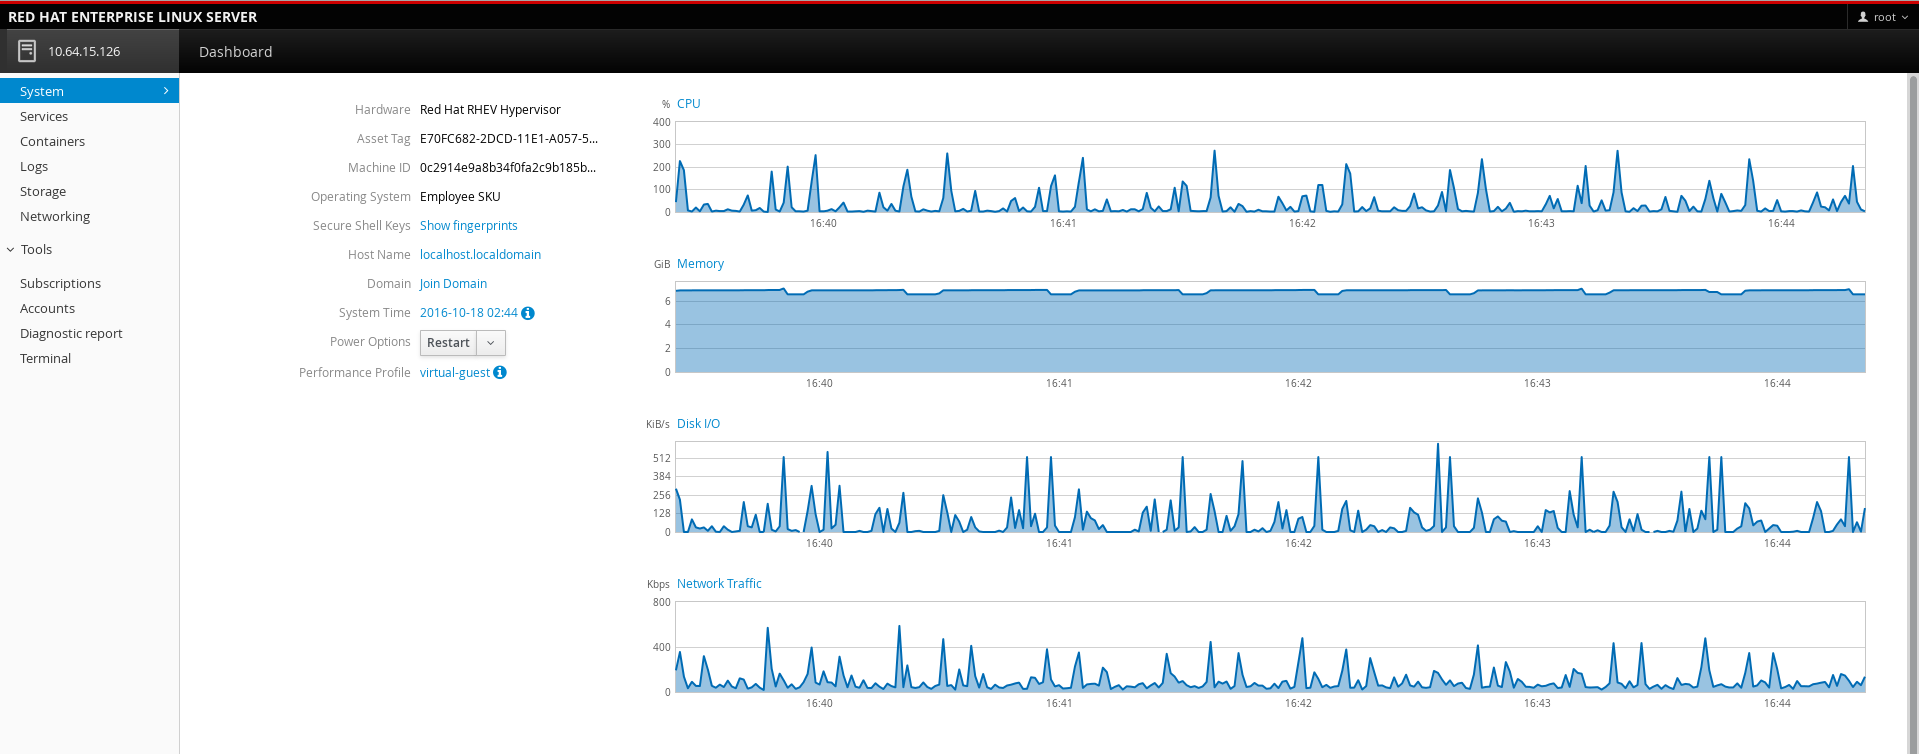 RED HAT ENTERPRISE LINUX SERVER
root
10.64.15.126
Dashboard
System
Services
Containers
Logs
Storage
Networking
Tools
Subscriptions
Accounts
Diagnostic report
Terminal
Hardware Red Hat RHEV Hypervisor
Asset Tag E70FC682-2DCD-11E1-A057-5...
Machine ID 0c2914e9a8b34f0fa2c9b185b...
Operating System Employee SKU
Secure Shell Keys Show fingerprints
Host Name localhost.localdomain
Domain Join Domain
System Time 2016-10-18 02:44
Power Options Restart
Performance Profile virtual-guest
% CPU
400
300
200
100
0
16:40 16:41 16:42 16:43 16:44
GiB Memory
6
4
2
0
16:40 16:41 16:42 16:43 16:44
KiB/s Disk I/O
512
384
256
128
0
16:40 16:41 16:42 16:43 16:44
Kbps Network Traffic
800
400
0
16:40 16:41 16:42 16:43 16:44